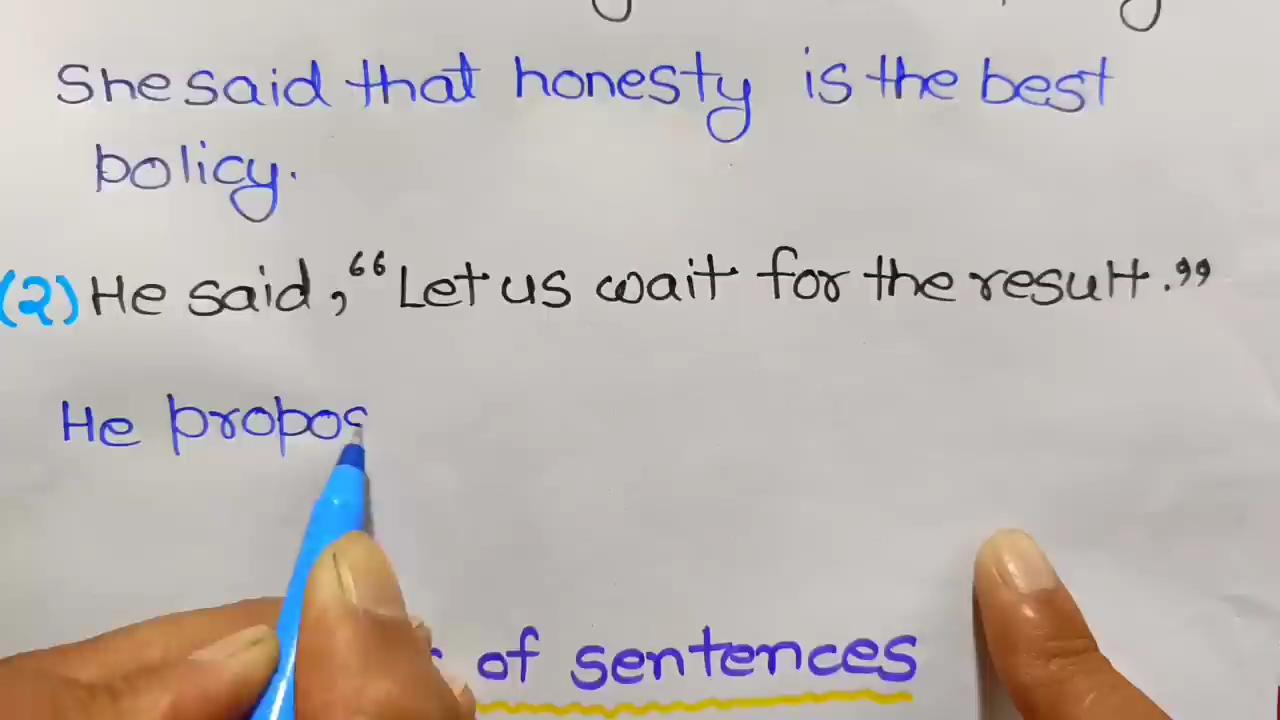 She said that honesty is the best
policy.
(2) He said, “Let us wait for the result.”
He propos
of sentences